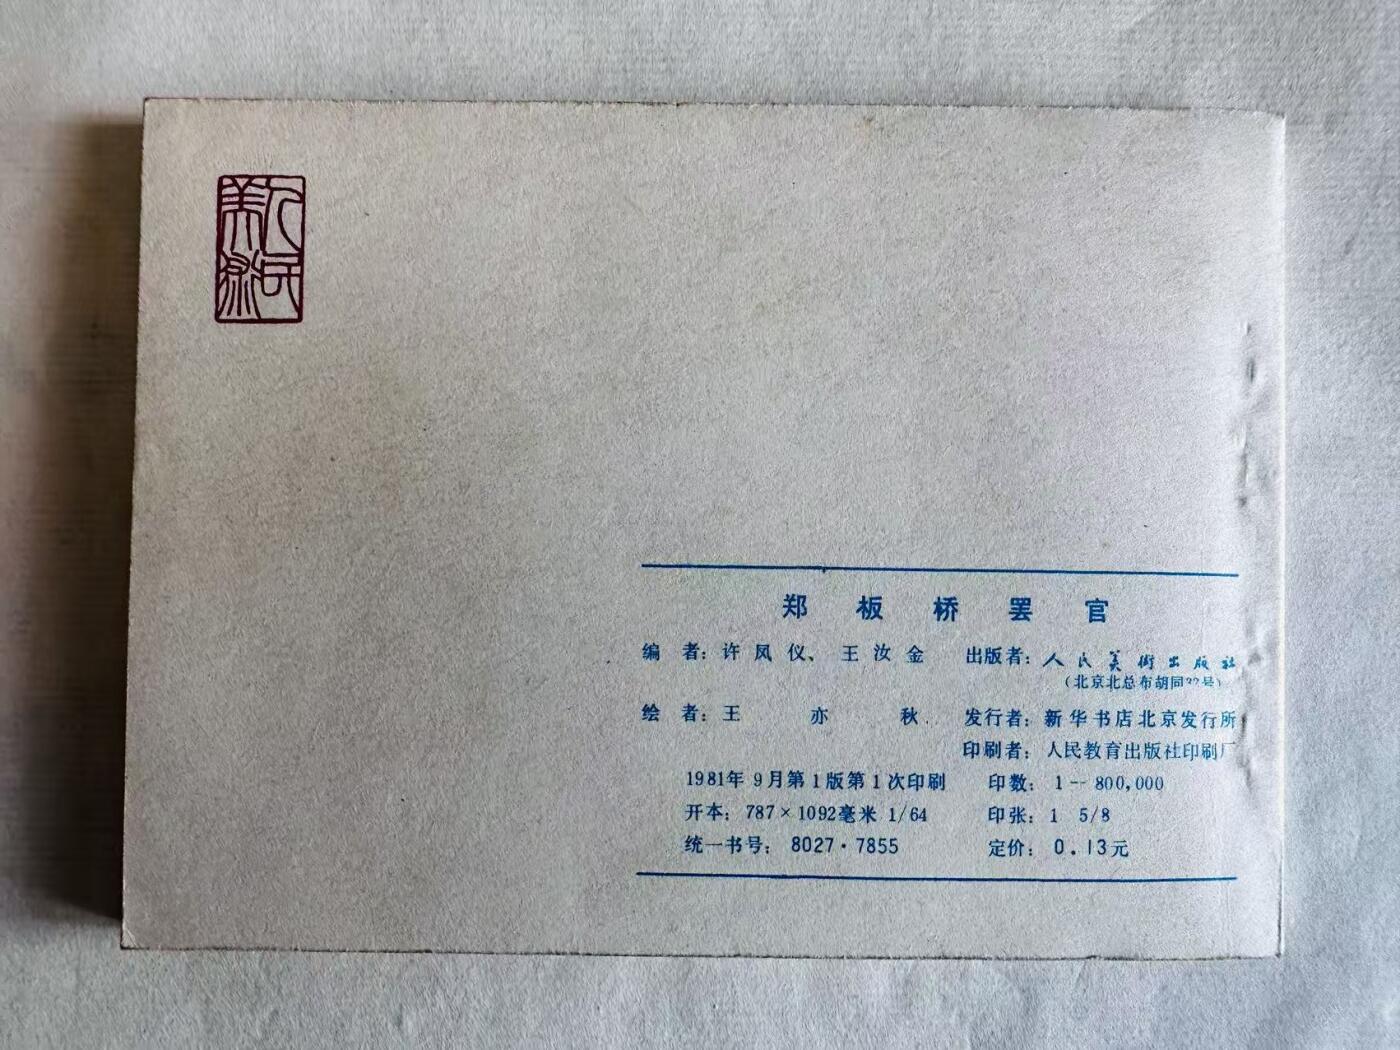 人民美术
郑板桥罢官
编 者：许凤仪、王汝金 出版者：人民美術出版社
（北京北总布胡同32号）
绘 者：王亦秋 发行者：新华书店北京发行所
印刷者：人民教育出版社印刷厂
1981年9月第1版第1次印刷 印数：1—800,000
开本：787×1092毫米 1/64 印张：1 5/8
统一书号：8027·7855 定价：0.13元